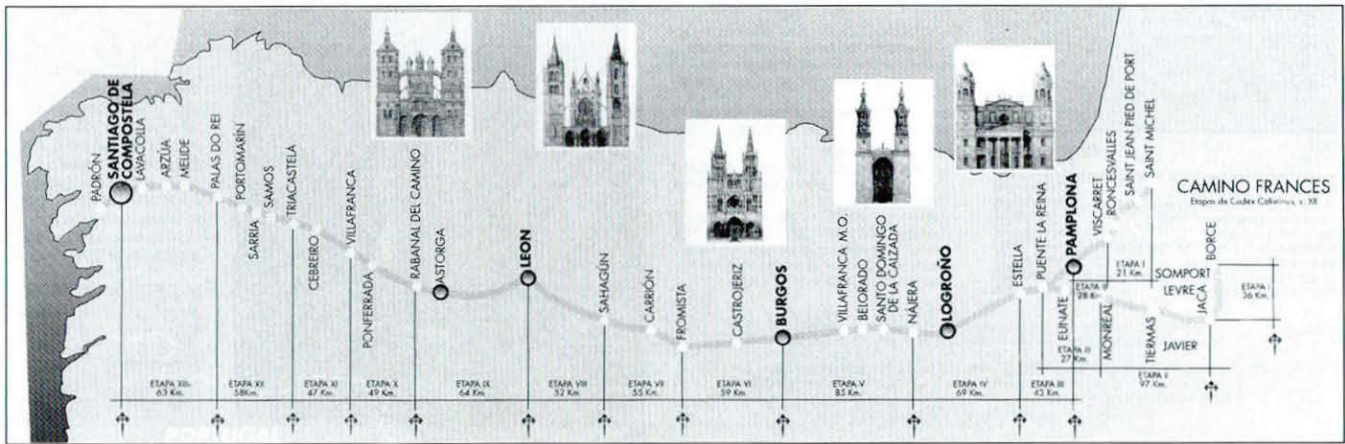 PADRÓN
SANTIAGO DE
COMPOSTELA
LAVACOLLA
ARZÚA
MELIDE
PALAS DO REI
PORTOMARÍN
SARRIA
SAMOS
TRIACASTELA
CEBREIRO
VILLAFRANCA
PONFERRADA
RABANAL DEL CAMINO
ASTORGA
LEON
SAHAGÚN
CARRIÓN
FROMISTA
CASTROJERIZ
BURGOS
VILLAFRANCA M.O.
BELORADO
SANTO DOMINGO
DE LA CALZADA
NÁJERA
LOGROÑO
ESTELLA
PUENTE LA REINA
EUNATE
PAMPLONA
MONREAL
VISCARRET
RONCESVALLES
SAINT JEAN PIED DE PORT
SAINT MICHEL
TIERMAS
JAVIER
JACA
BORCE
SOMPORT
LEVRE
CAMINO FRANCES
Etapas de Codex Calixtinus, s. XII
ETAPA I
21 Km.
ETAPA II
28 Km.
ETAPA III
27 Km.
ETAPA I
36 Km.
ETAPA II
97 Km.
ETAPA XIII
63 Km.
ETAPA XII
58Km.
ETAPA XI
47 Km.
ETAPA X
49 Km.
ETAPA IX
64 Km.
ETAPA VIII
52 Km.
ETAPA VII
55 Km.
ETAPA VI
59 Km.
ETAPA V
85 Km.
ETAPA IV
69 Km.
ETAPA III
43 Km.
PORTUGAL